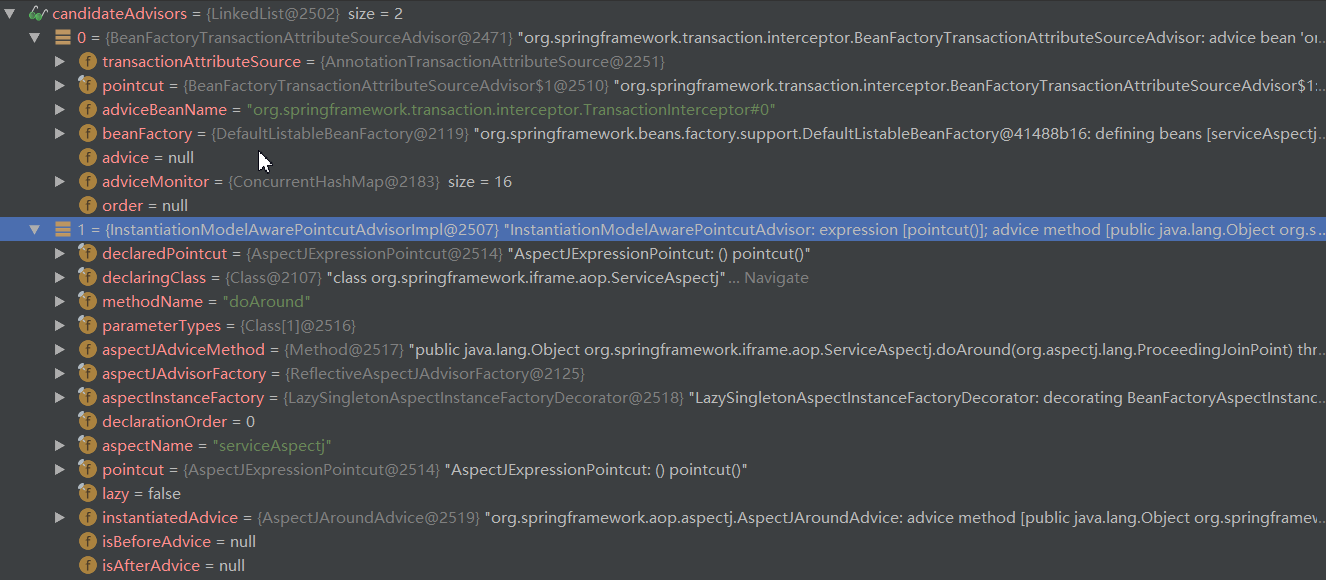 candidateAdvisors = {LinkedList@2502} size = 2
0 = {BeanFactoryTransactionAttributeSourceAdvisor@2471} "org.springframework.transaction.interceptor.BeanFactoryTransactionAttributeSourceAdvisor: advice bean 'or...
f transactionAttributeSource = {AnnotationTransactionAttributeSource@2251}
f pointcut = {BeanFactoryTransactionAttributeSourceAdvisor$1@2510} "org.springframework.transaction.interceptor.BeanFactoryTransactionAttributeSourceAdvisor$1:...
f adviceBeanName = "org.springframework.transaction.interceptor.TransactionInterceptor#0"
f beanFactory = {DefaultListableBeanFactory@2119} "org.springframework.beans.factory.support.DefaultListableBeanFactory@41488b16: defining beans [serviceAspectj...
f advice = null
f adviceMonitor = {ConcurrentHashMap@2183} size = 16
f order = null
1 = {InstantiationModelAwarePointcutAdvisorImpl@2507} "InstantiationModelAwarePointcutAdvisor: expression [pointcut()]; advice method [public java.lang.Object org.s...
f declaredPointcut = {AspectJExpressionPointcut@2514} "AspectJExpressionPointcut: () pointcut()"
f declaringClass = {Class@2107} "class org.springframework.iframe.aop.ServiceAspectj" ... Navigate
f methodName = "doAround"
f parameterTypes = {Class[1]@2516}
f aspectJAdviceMethod = {Method@2517} "public java.lang.Object org.springframework.iframe.aop.ServiceAspectj.doAround(org.aspectj.lang.ProceedingJoinPoint) thr...
f aspectJAdvisorFactory = {ReflectiveAspectJAdvisorFactory@2125}
f aspectInstanceFactory = {LazySingletonAspectInstanceFactoryDecorator@2518} "LazySingletonAspectInstanceFactoryDecorator: decorating BeanFactoryAspectInstanc...
f declarationOrder = 0
f aspectName = "serviceAspectj"
f pointcut = {AspectJExpressionPointcut@2514} "AspectJExpressionPointcut: () pointcut()"
f lazy = false
f instantiatedAdvice = {AspectJAroundAdvice@2519} "org.springframework.aop.aspectj.AspectJAroundAdvice: advice method [public java.lang.Object org.springframew...
f isBeforeAdvice = null
f isAfterAdvice = null